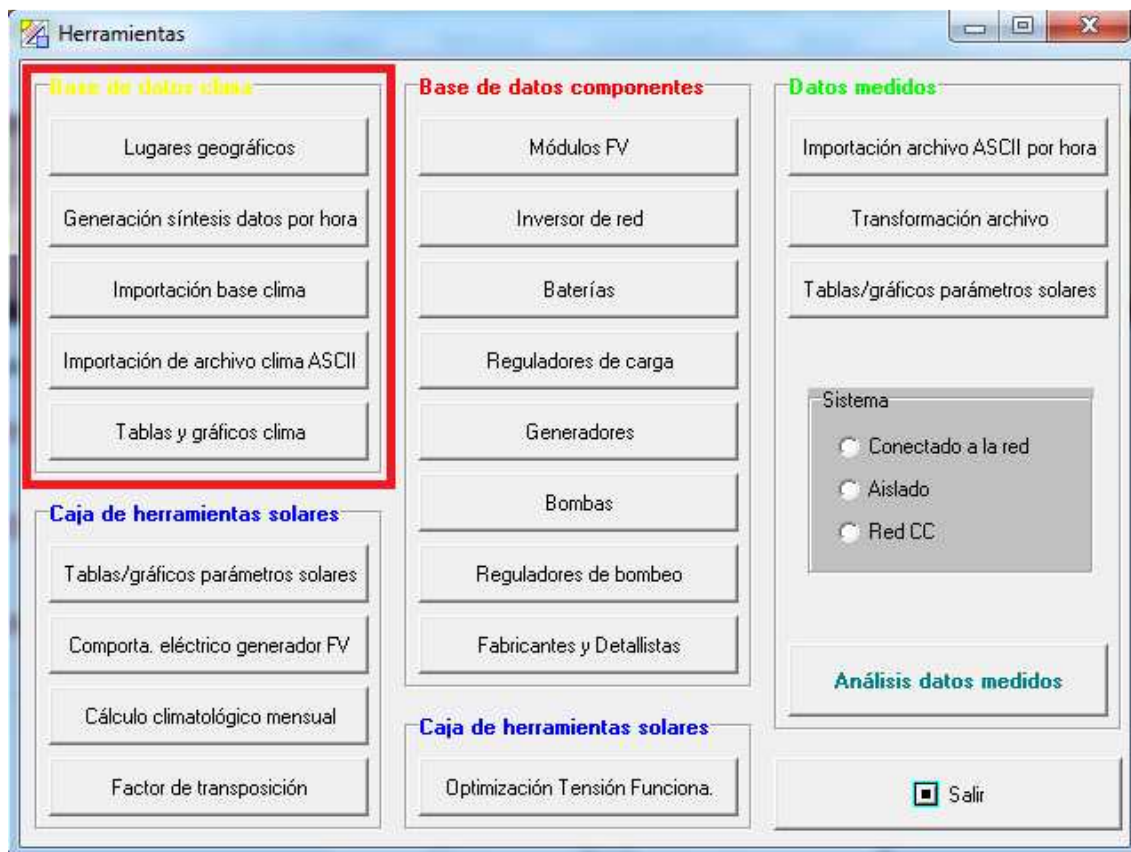 Herramientas
Base de datos clima
Lugares geográficos
Generación síntesis datos por hora
Importación base clima
Importación de archivo clima ASCII
Tablas y gráficos clima
Caja de herramientas solares
Tablas/gráficos parámetros solares
Comporta. eléctrico generador FV
Cálculo climatológico mensual
Factor de transposición
Base de datos componentes
Módulos FV
Inversor de red
Baterías
Reguladores de carga
Generadores
Bombas
Reguladores de bombeo
Fabricantes y Detallistas
Caja de herramientas solares
Optimización Tensión Funciona.
Datos medidos
Importación archivo ASCII por hora
Transformación archivo
Tablas/gráficos parámetros solares
Sistema
Conectado a la red
Aislado
Red CC
Análisis datos medidos
Salir